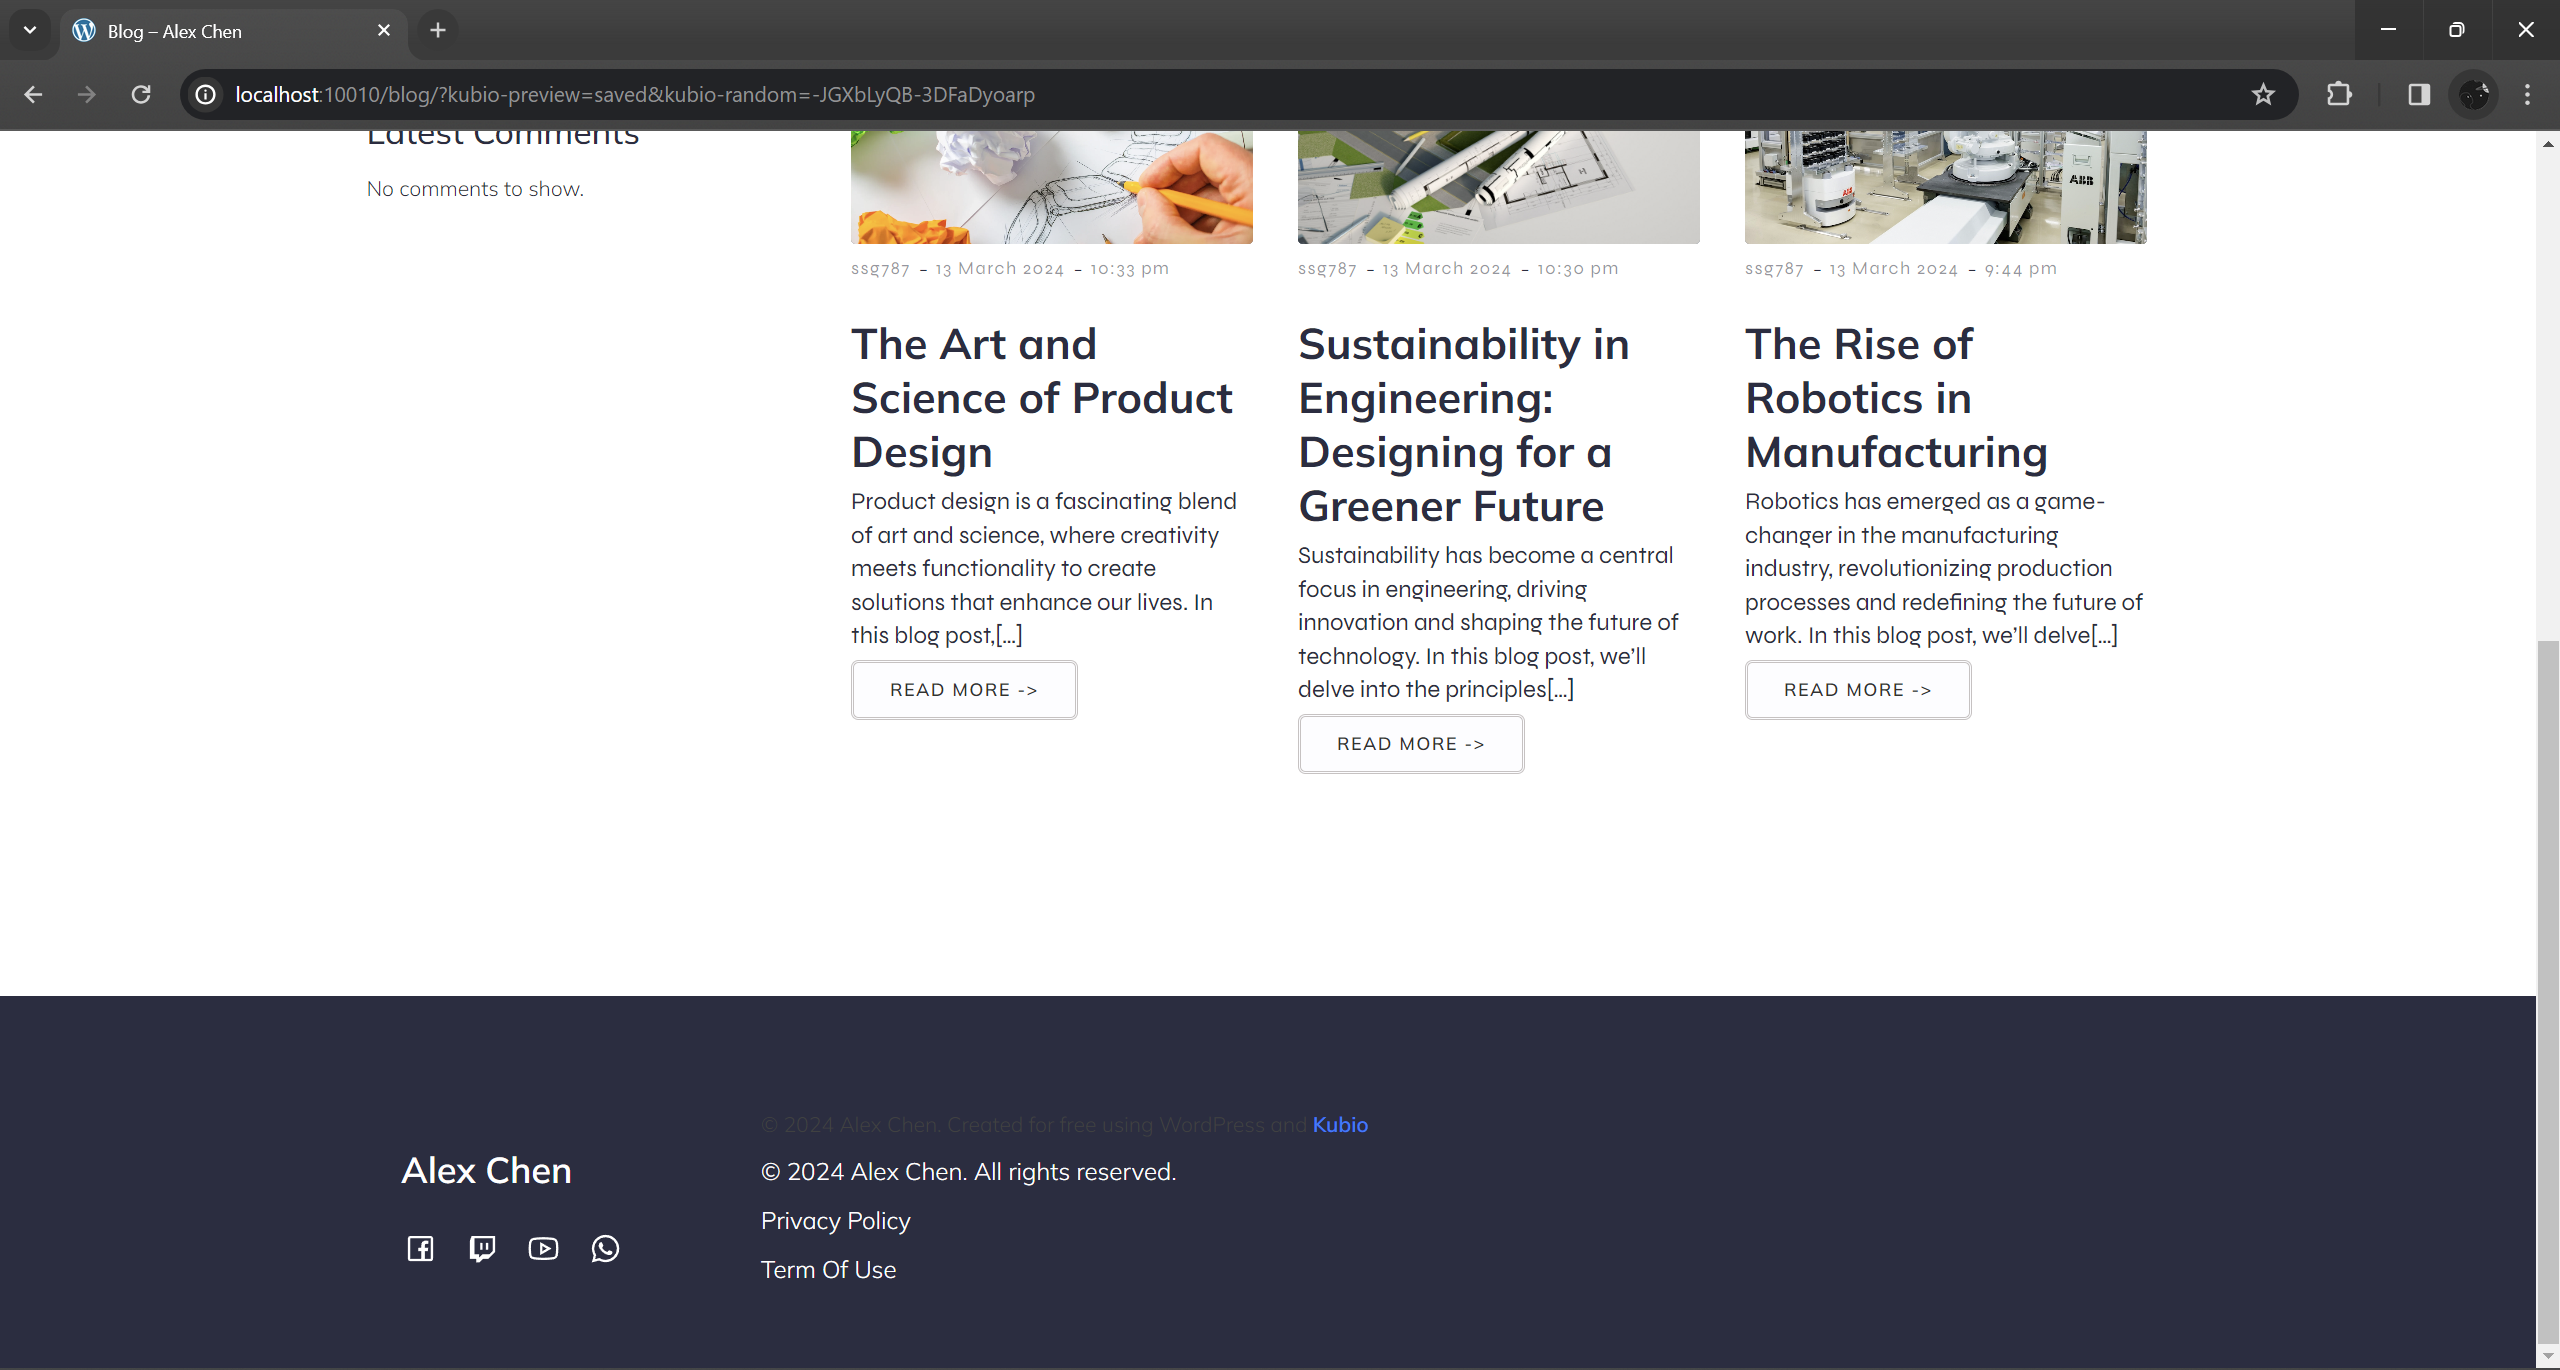 Blog – Alex Chen
localhost:10010/blog/?kubio-preview=saved&kubio-random=-JGXbLyQB-3DFaDyoarp
Latest Comments
No comments to show.
ABB
ABB
ssg787 - 13 March 2024 - 10:33 pm
The Art and
Science of Product
Design
Product design is a fascinating blend
of art and science, where creativity
meets functionality to create
solutions that enhance our lives. In
this blog post,[…]
READ MORE ->
ssg787 - 13 March 2024 - 10:30 pm
Sustainability in
Engineering:
Designing for a
Greener Future
Sustainability has become a central
focus in engineering, driving
innovation and shaping the future of
technology. In this blog post, we’ll
delve into the principles[…]
READ MORE ->
ssg787 - 13 March 2024 - 9:44 pm
The Rise of
Robotics in
Manufacturing
Robotics has emerged as a game-
changer in the manufacturing
industry, revolutionizing production
processes and redefining the future of
work. In this blog post, we’ll delve[…]
READ MORE ->
Alex Chen
© 2024 Alex Chen. Created for free using WordPress and Kubio
© 2024 Alex Chen. All rights reserved.
Privacy Policy
Term Of Use